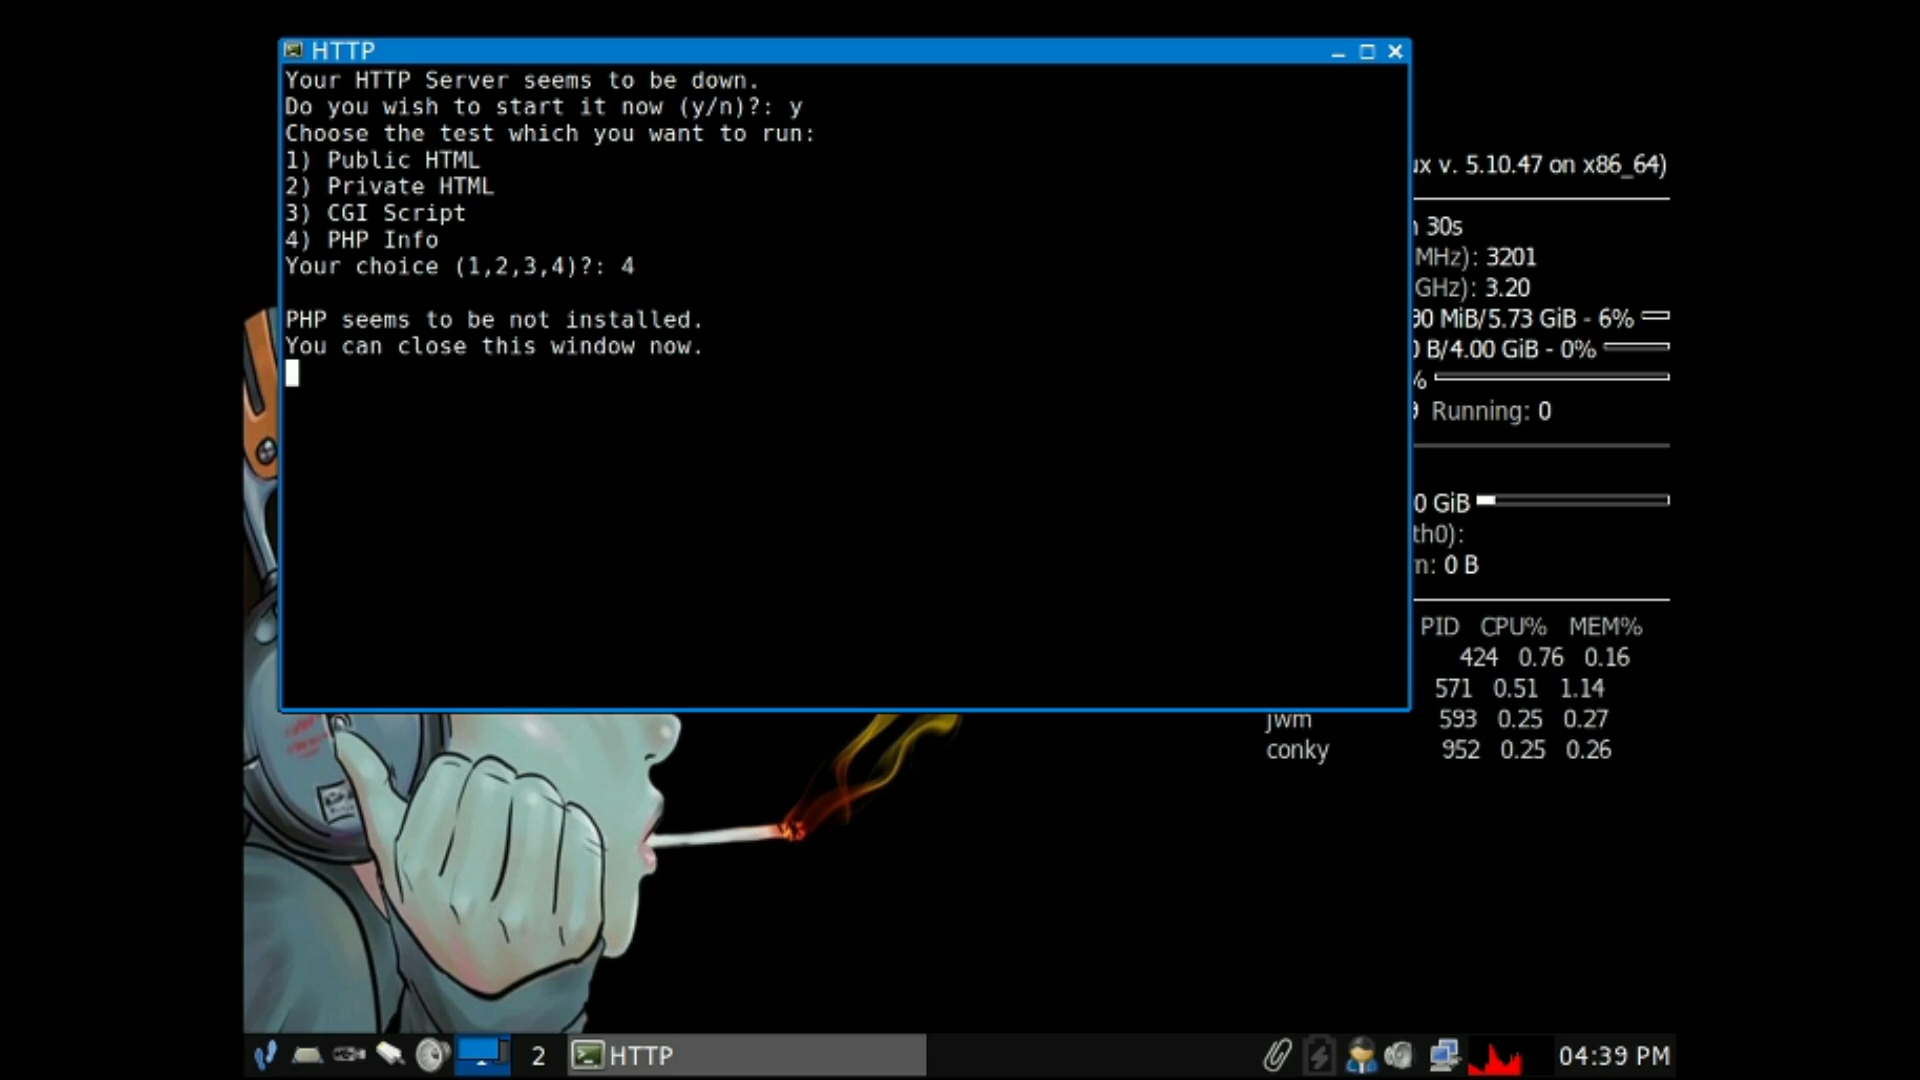 HTTP
Your HTTP Server seems to be down.
Do you wish to start it now (y/n)?: y
Choose the test which you want to run:
1) Public HTML
2) Private HTML
3) CGI Script
4) PHP Info
Your choice (1,2,3,4)?: 4
PHP seems to be not installed.
You can close this window now.
ux v. 5.10.47 on x86_64)
30s
MHz): 3201
GHz): 3.20
90 MiB/5.73 GiB - 6%
0 B/4.00 GiB - 0%
%
Running: 0
0 GiB
th0):
n: 0 B
PID CPU% MEM%
424 0.76 0.16
571 0.51 1.14
jwm 593 0.25 0.27
conky 952 0.25 0.26
1 2 HTTP 04:39 PM